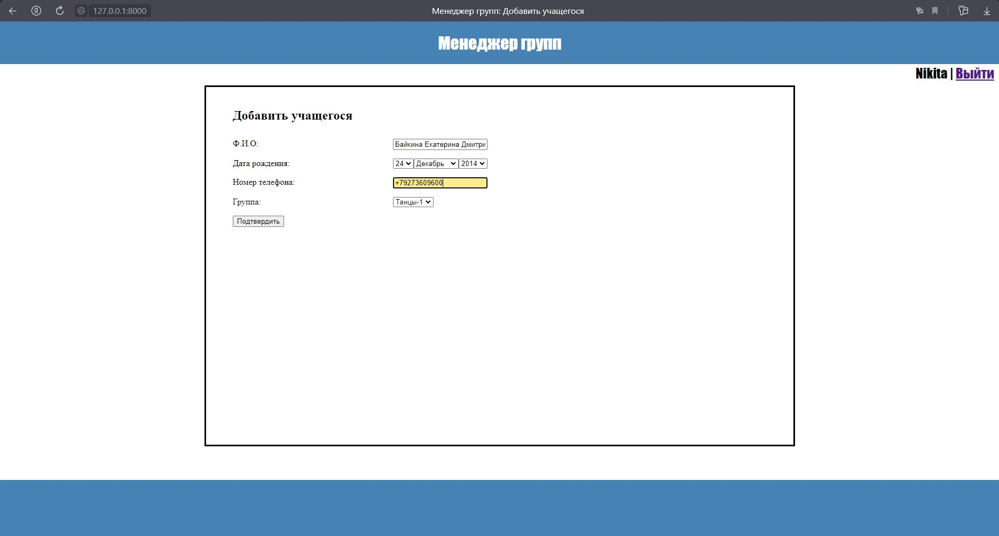 127.0.0.1:8000 Менеджер групп: Добавить учащегося
Менеджер групп
Nikita | Выйти
Добавить учащегося
Ф.И.О: Байкина Екатерина Дмитри
Дата рождения: 24 Декабрь 2014
Номер телефона: +79273609600
Группа: Танцы-1
Подтвердить